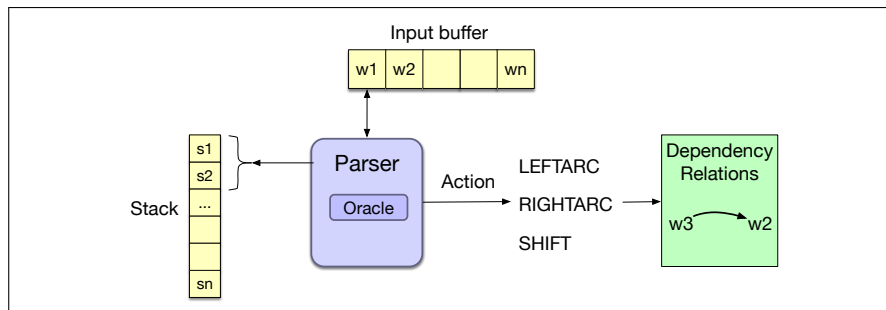 Input buffer
w1 w2 wn
s1
s2
...
sn
Stack
Parser
Oracle
Action
LEFTARC
RIGHTARC
SHIFT
Dependency
Relations
w3 w2